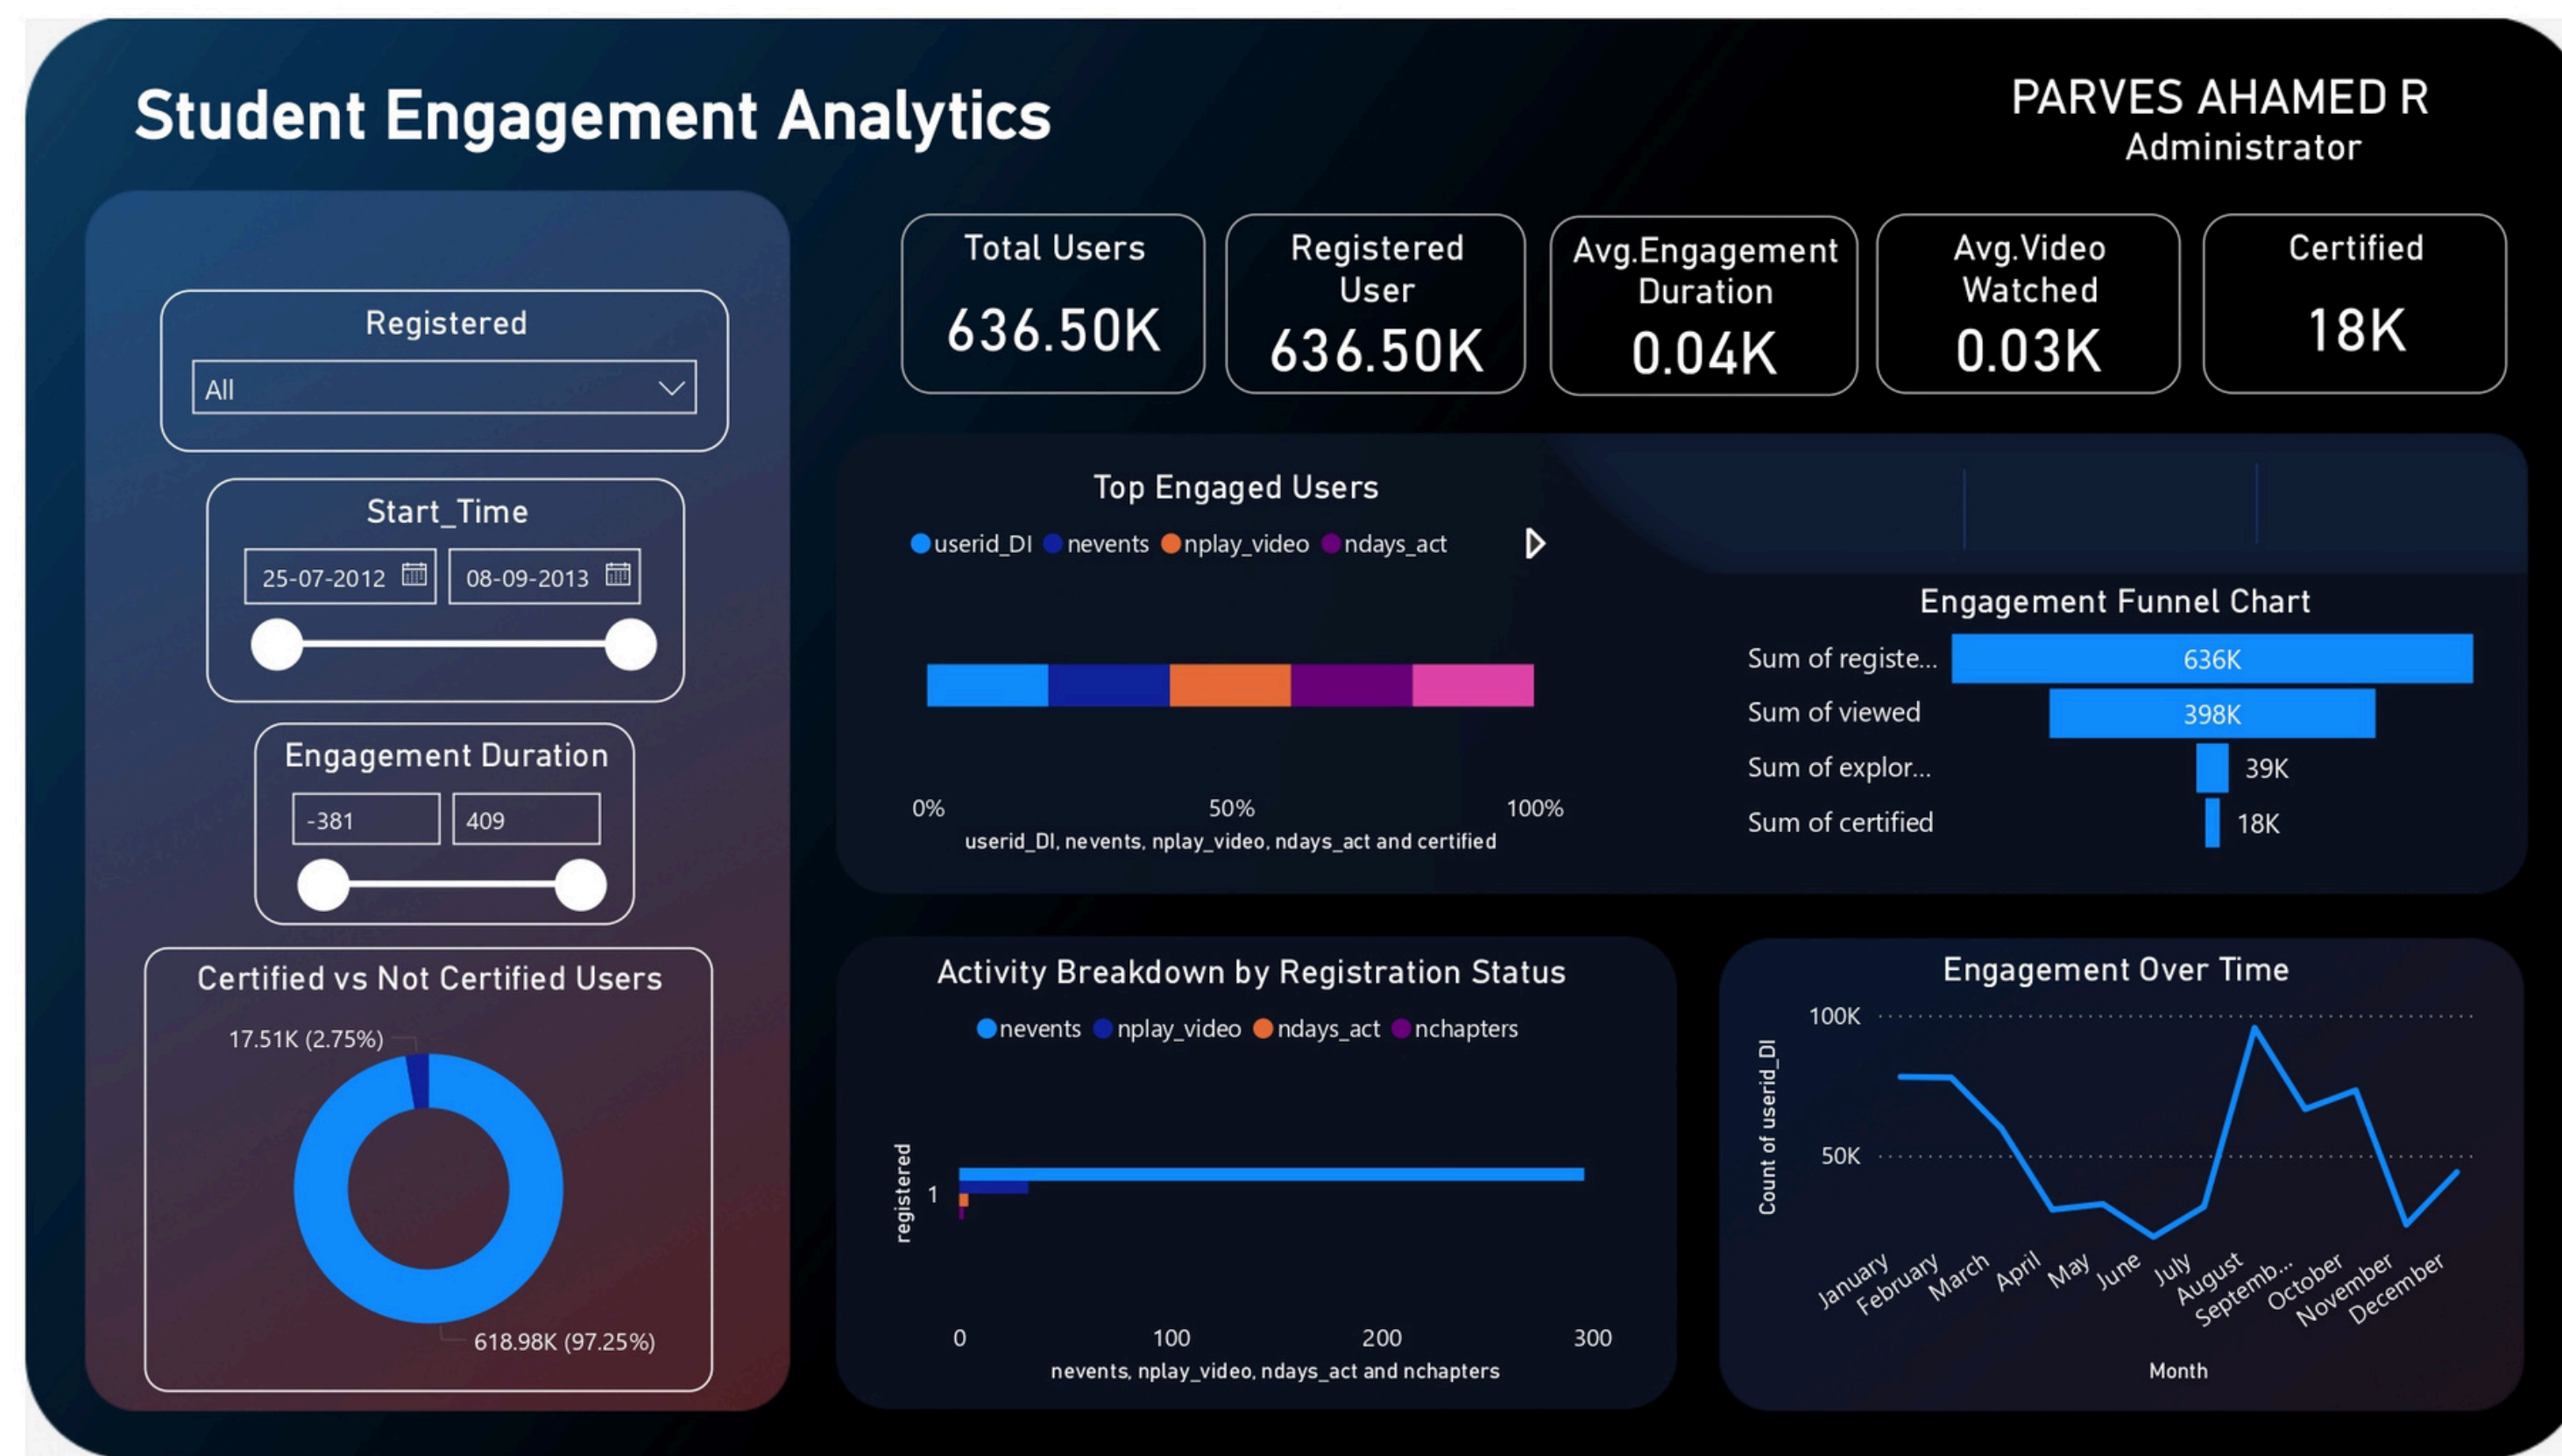 Student Engagement Analytics
PARVES AHAMED R
Administrator
Registered
All
Start_Time
25-07-2012 08-09-2013
Engagement Duration
-381 409
Certified vs Not Certified Users
17.51K (2.75%)
618.98K (97.25%)
Total Users
636.50K
Registered
User
636.50K
Avg.Engagement
Duration
0.04K
Avg.Video
Watched
0.03K
Certified
18K
Top Engaged Users
userid_DI nevents nplay_video ndays_act
0% 50% 100%
userid_DI, nevents, nplay_video, ndays_act and certified
Engagement Funnel Chart
Sum of registe... 636K
Sum of viewed 398K
Sum of explor... 39K
Sum of certified 18K
Activity Breakdown by Registration Status
nevents nplay_video ndays_act nchapters
registered
1
0 100 200 300
nevents, nplay_video, ndays_act and nchapters
Engagement Over Time
Count of userid_DI
100K
50K
January February March April May June July August Septemb... October November December
Month